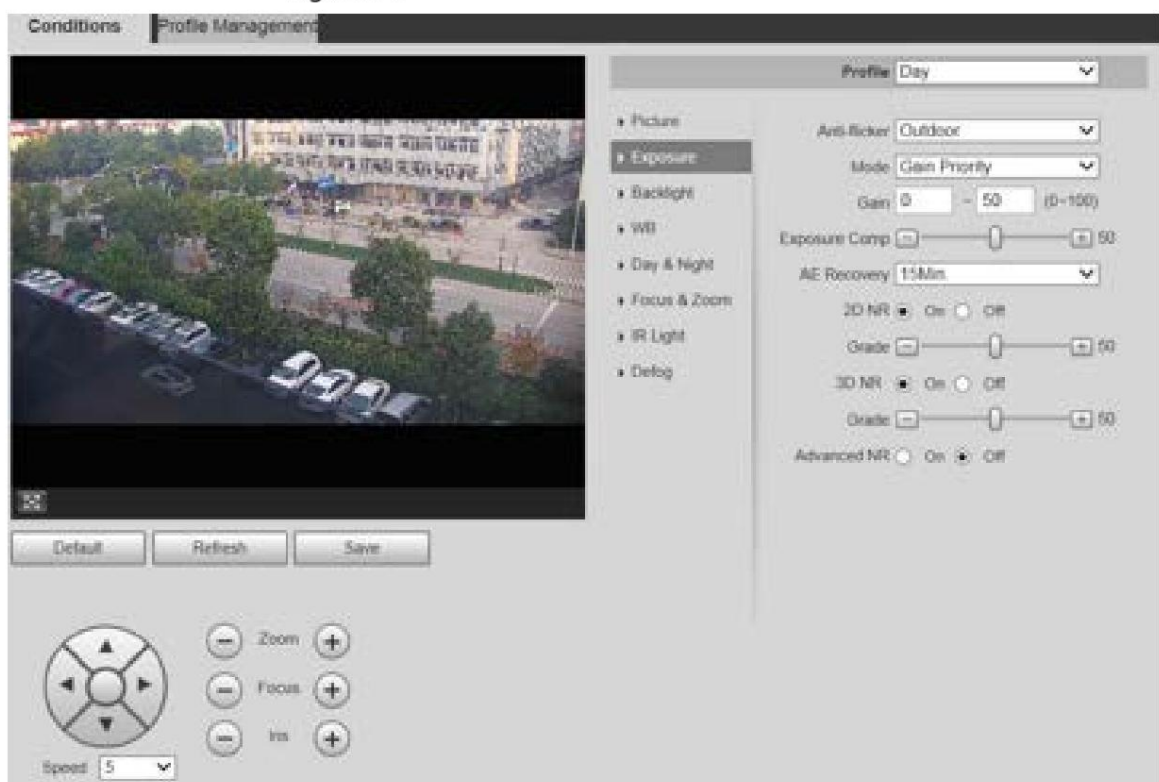 Conditions
Profile Management
Profile Day
Picture
Exposure
Backlight
WB
Day & Night
Focus & Zoom
IR Light
Defog
Anti-flicker Outdoor
Mode Gain Priority
Gain 0 - 50 (0~100)
Exposure Comp - + 50
AE Recovery 15Min
2D NR On Off
Grade - + 50
3D NR On Off
Grade - + 50
Advanced NR On Off
Default Refresh Save
- Zoom +
- Focus +
- Iris +
Speed 5